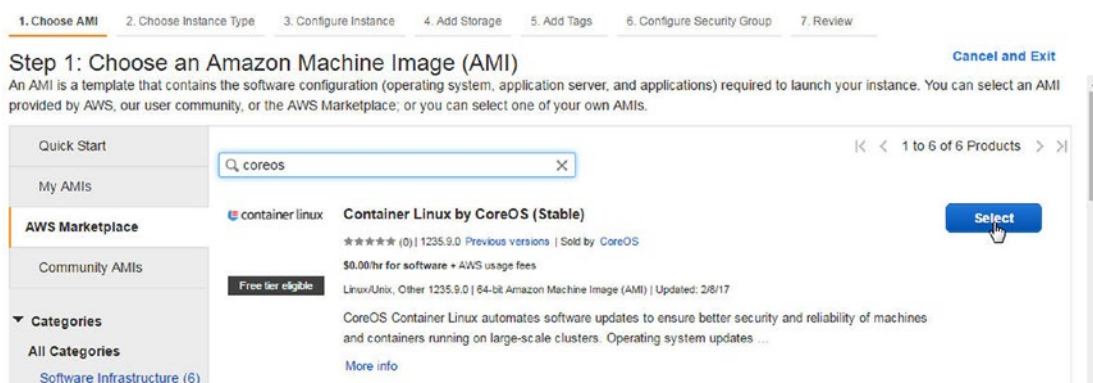 1. Choose AMI 2. Choose Instance Type 3. Configure Instance 4. Add Storage 5. Add Tags 6. Configure Security Group 7. Review
Step 1: Choose an Amazon Machine Image (AMI)
Cancel and Exit
An AMI is a template that contains the software configuration (operating system, application server, and applications) required to launch your instance. You can select an AMI
provided by AWS, our user community, or the AWS Marketplace; or you can select one of your own AMIs.
Quick Start
My AMIs
AWS Marketplace
Community AMIs
Categories
All Categories
Software Infrastructure (6)
coreos
1 to 6 of 6 Products
container linux
Free tier eligible
Container Linux by CoreOS (Stable)
(0) | 1235.9.0 Previous versions | Sold by CoreOS
$0.00/hr for software + AWS usage fees
Linux/Unix, Other 1235.9.0 | 64-bit Amazon Machine Image (AMI) | Updated: 2/8/17
CoreOS Container Linux automates software updates to ensure better security and reliability of machines
and containers running on large-scale clusters. Operating system updates ...
More info
Select